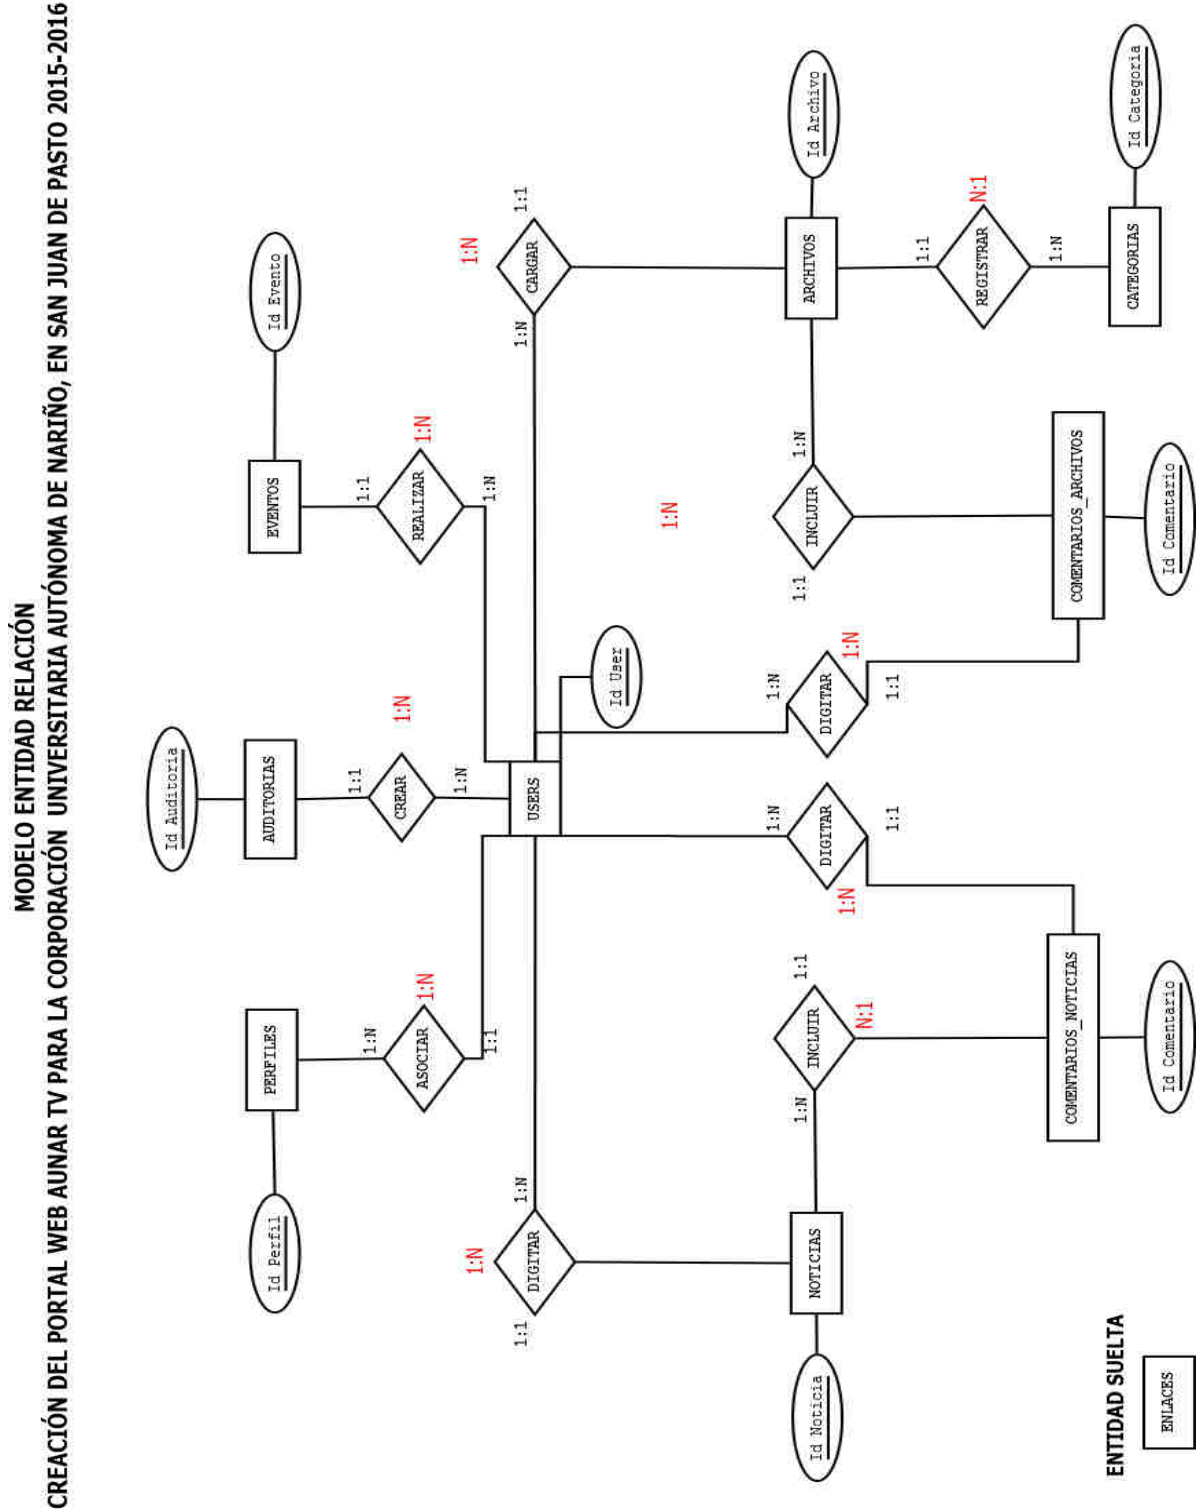 MODELO ENTIDAD RELACIÓN
CREACIÓN DEL PORTAL WEB AUNAR TV PARA LA CORPORACIÓN UNIVERSITARIA AUTÓNOMA DE NARIÑO, EN SAN JUAN DE PASTO 2015-2016
Id Auditoria
Id Perfil
PERFILES
AUDITORIAS
EVENTOS
Id Evento
1:N
1:1
1:1
ASOCIAR
1:N
CREAR
1:N
REALIZAR
1:N
1:1
1:N
1:N
1:N
1:1
DIGITAR
1:N
USERS
1:N
CARGAR
1:N
1:1
Id User
1:N
Id Noticia
NOTICIAS
1:N
INCLUIR
1:1
N:1
1:N
DIGITAR
1:N
1:1
1:N
DIGITAR
1:N
1:1
1:1
INCLUIR
1:N
ARCHIVOS
Id Archivo
1:1
REGISTRAR
N:1
1:N
ENTIDAD SUELTA
ENLACES
COMENTARIOS_NOTICIAS
Id Comentario
COMENTARIOS_ARCHIVOS
Id Comentario
CATEGORIAS
Id Categoria